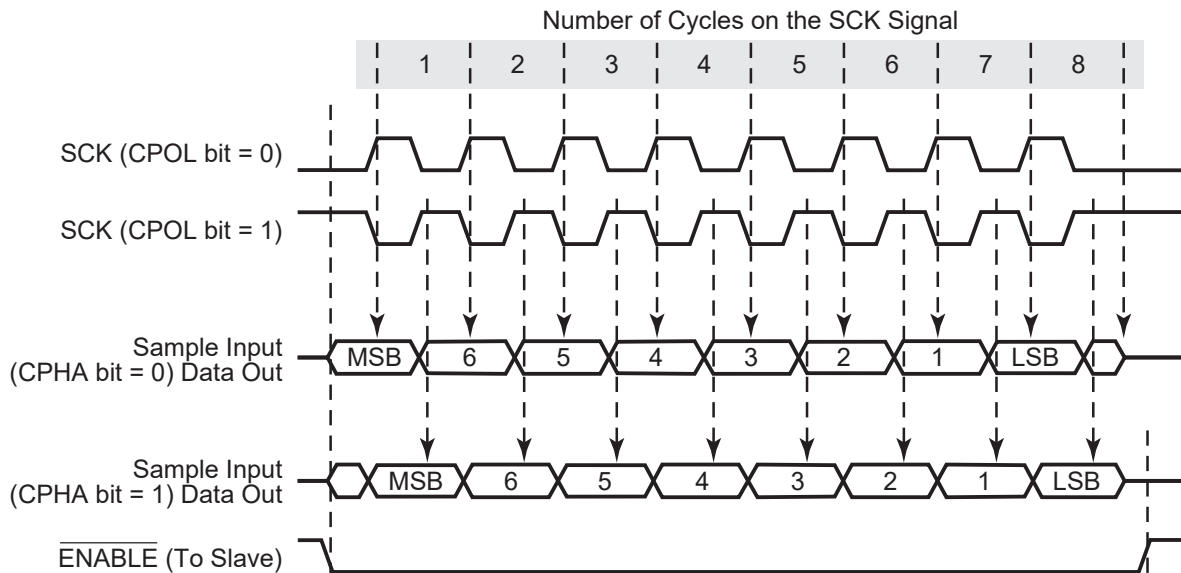 Number of Cycles on the SCK Signal
1 2 3 4 5 6 7 8
SCK (CPOL bit = 0)
SCK (CPOL bit = 1)
Sample Input
(CPHA bit = 0) Data Out
MSB 6 5 4 3 2 1 LSB
Sample Input
(CPHA bit = 1) Data Out
MSB 6 5 4 3 2 1 LSB
ENABLE (To Slave)